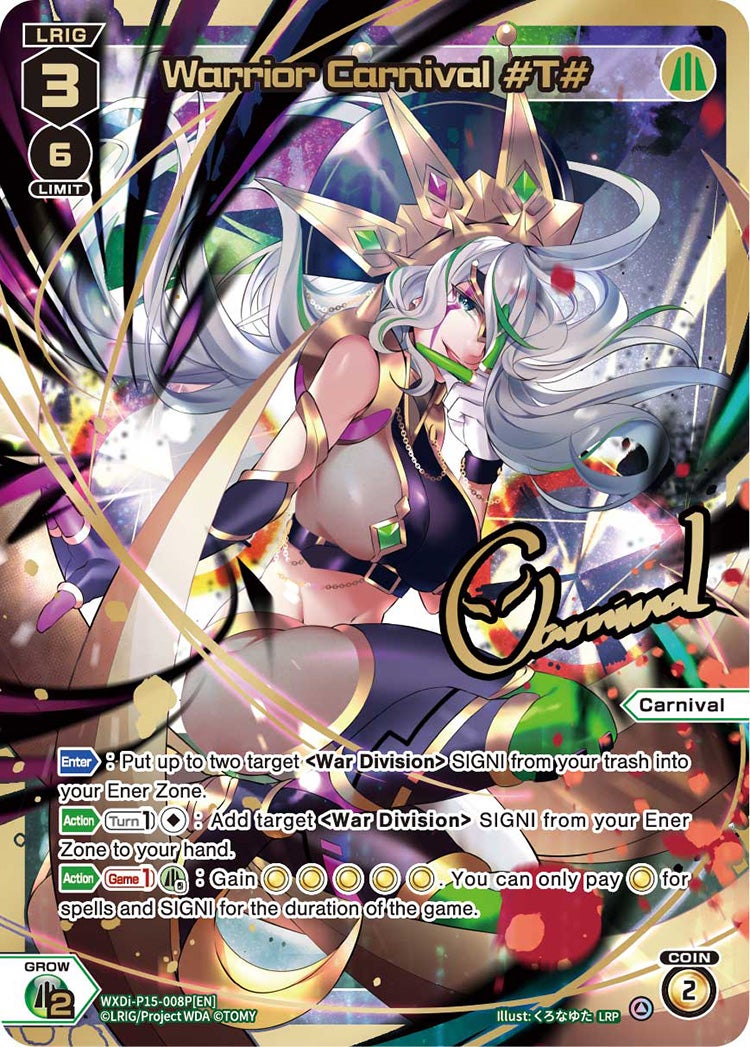 LRIG
3
Warrior Carnival #T#
6
LIMIT
Carnival
Carnival
Enter : Put up to two target <War Division> SIGNI from your trash into
your Ener Zone.
Action Turn 1 : Add target <War Division> SIGNI from your Ener
Zone to your hand.
Action Game 1 0 : Gain . You can only pay for
spells and SIGNI for the duration of the game.
GROW
2
COIN
2
WXDi-P15-008P[EN]
©LRIG/Project WDA ©TOMY
Illust: くろなゆた LRP